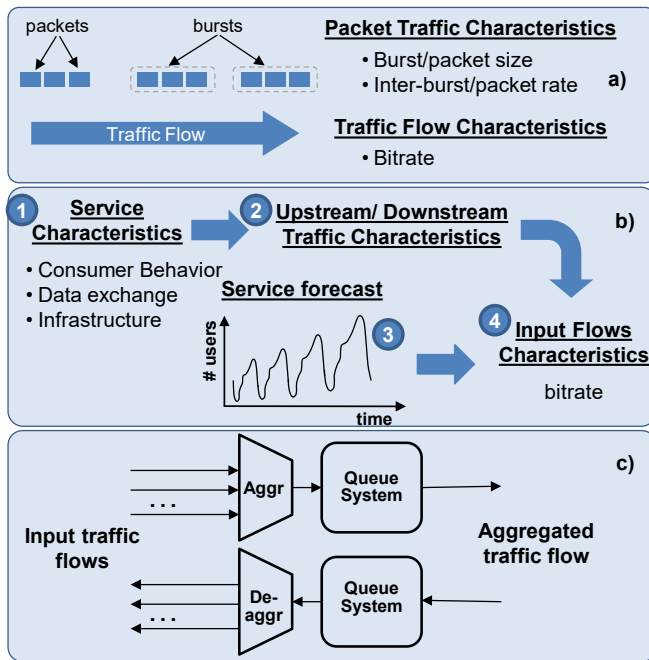 packets
bursts
Packet Traffic Characteristics
• Burst/packet size
• Inter-burst/packet rate
a)
Traffic Flow
Traffic Flow Characteristics
• Bitrate
1
Service
Characteristics
2
Upstream/ Downstream
Traffic Characteristics
b)
• Consumer Behavior
• Data exchange
• Infrastructure
Service forecast
# users
time
3
4
Input Flows
Characteristics
bitrate
c)
Input traffic
flows
...
Aggr
Queue
System
Aggregated
traffic flow
...
De-
aggr
Queue
System